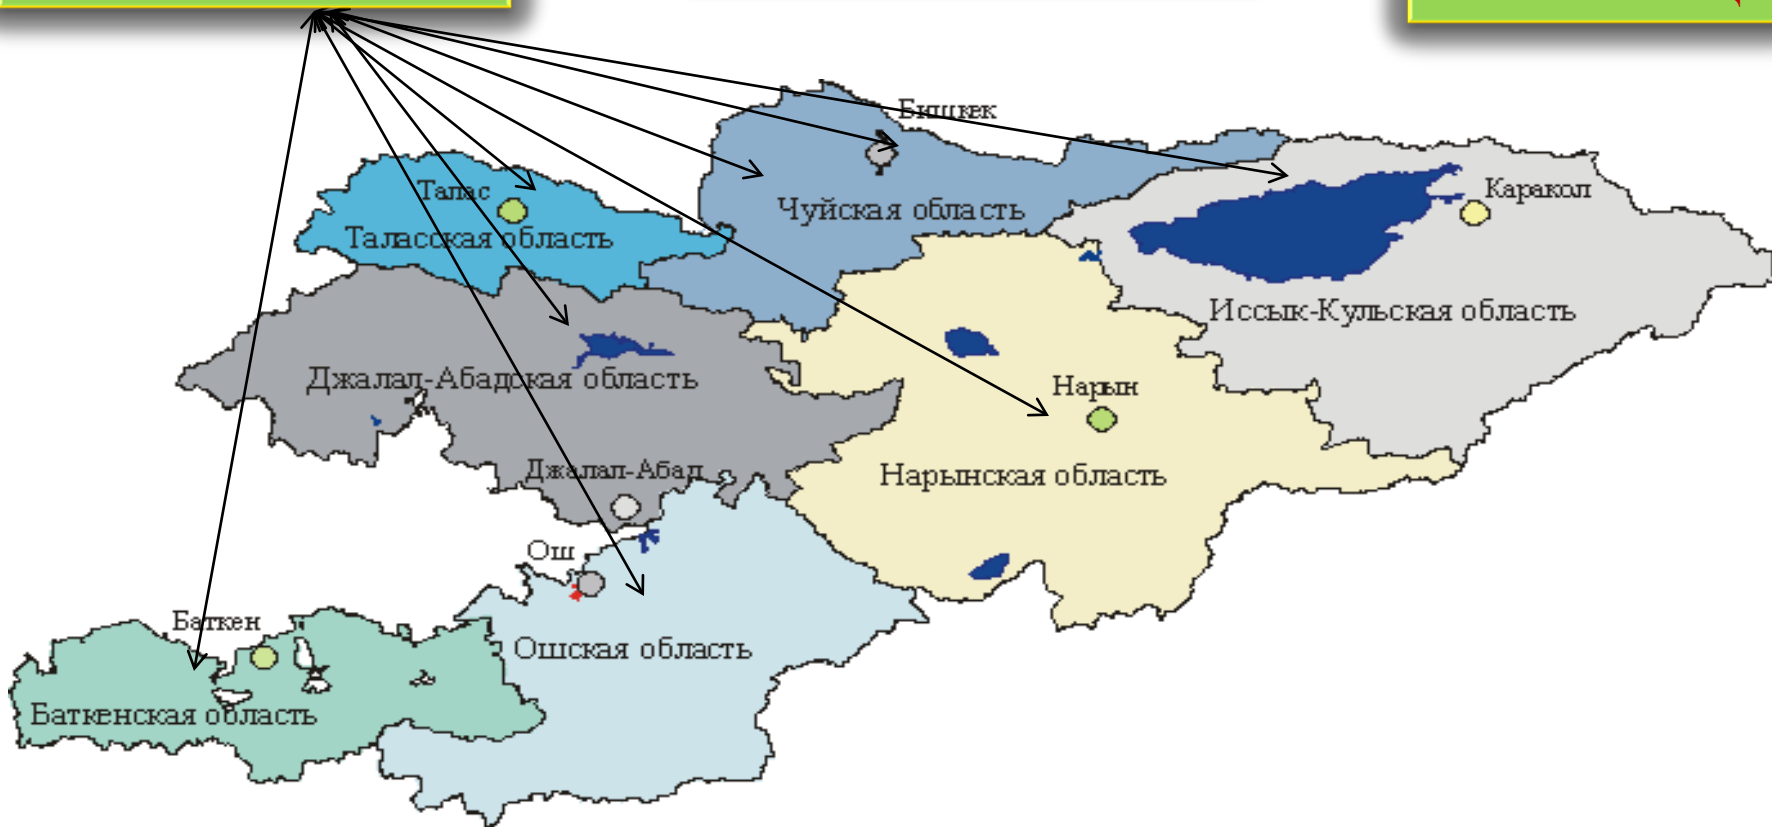 Бишкек
Талас
Каракол
Чуйская область
Таласская область
Иссык-Кульская область
Джалал-Абадская область
Нарын
Джалал-Абад
Нарынская область
Ош
Баткен
Ошская область
Баткенская область